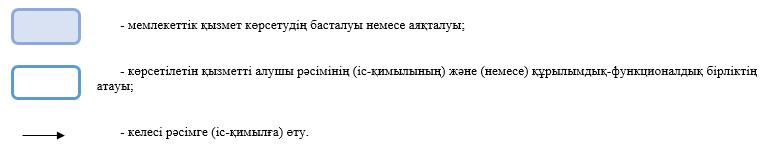 - мемлекеттік қызмет көрсетудің басталуы немесе аяқталуы;
- көрсетілетін қызметті алушы рәсімінің (іс-қимылының) және (немесе) құрылымдық-функционалдық бірліктің
атауы;
- келесі рәсімге (іс-қимылға) өту.